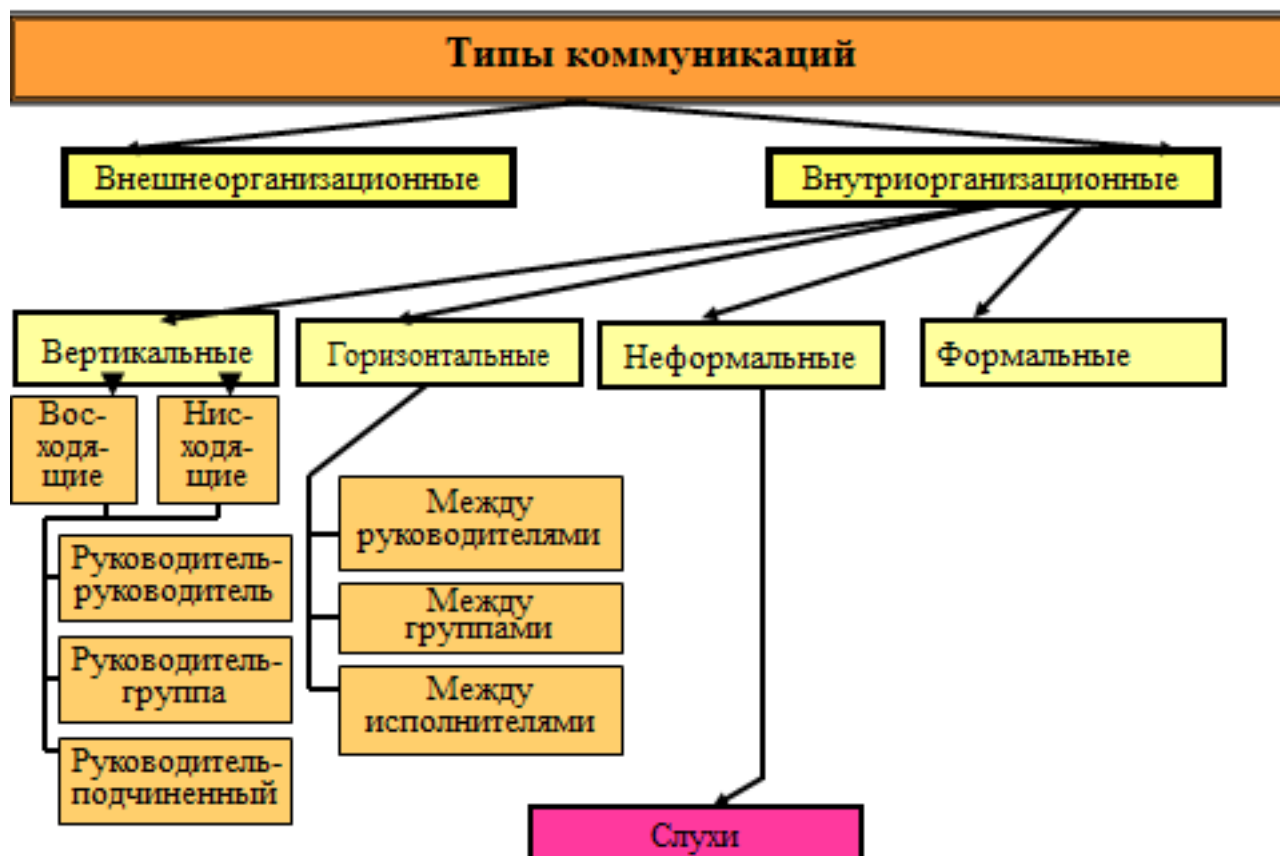 Типы коммуникаций
Внешнеорганизационные
Внутриорганизационные
Вертикальные
Горизонтальные
Неформальные
Формальные
Вос-
ходя-
щие
Нис-
ходя-
щие
Руководитель-
руководитель
Руководитель-
группа
Руководитель-
подчиненный
Между
руководителями
Между
группами
Между
исполнителями
Слухи